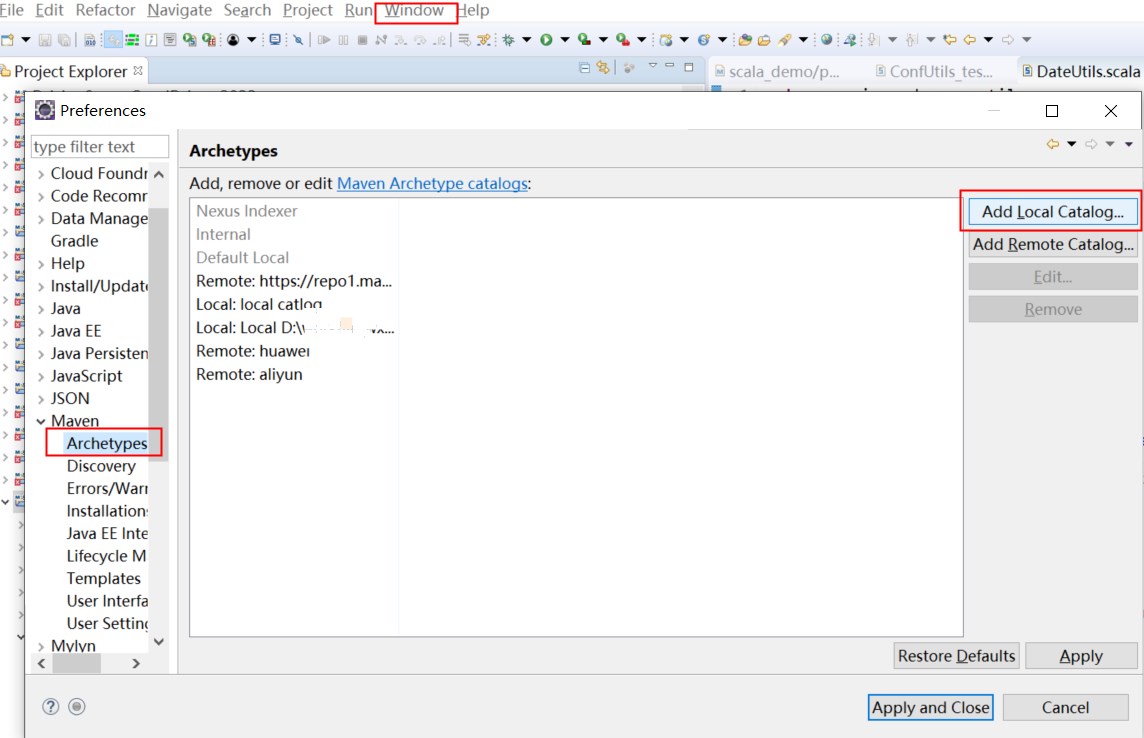 File Edit Refactor Navigate Search Project Run Window Help
Project Explorer
scala_demo/p... ConfUtils_tes... DateUtils.scala
Preferences
type filter text
Cloud Foundr
Code Recomm
Data Manage
Gradle
Help
Install/Update
Java
Java EE
Java Persisten
JavaScript
JSON
Maven
Archetypes
Discovery
Errors/Warr
Installation:
Java EE Inte
Lifecycle M
Templates
User Interfa
User Setting
Mylyn
Archetypes
Add, remove or edit Maven Archetype catalogs:
Nexus Indexer
Internal
Default Local
Remote: https://repo1.ma...
Local: local catlog
Local: Local D:\
Remote: huawei
Remote: aliyun
Add Local Catalog...
Add Remote Catalog...
Edit...
Remove
Restore Defaults Apply
Apply and Close Cancel